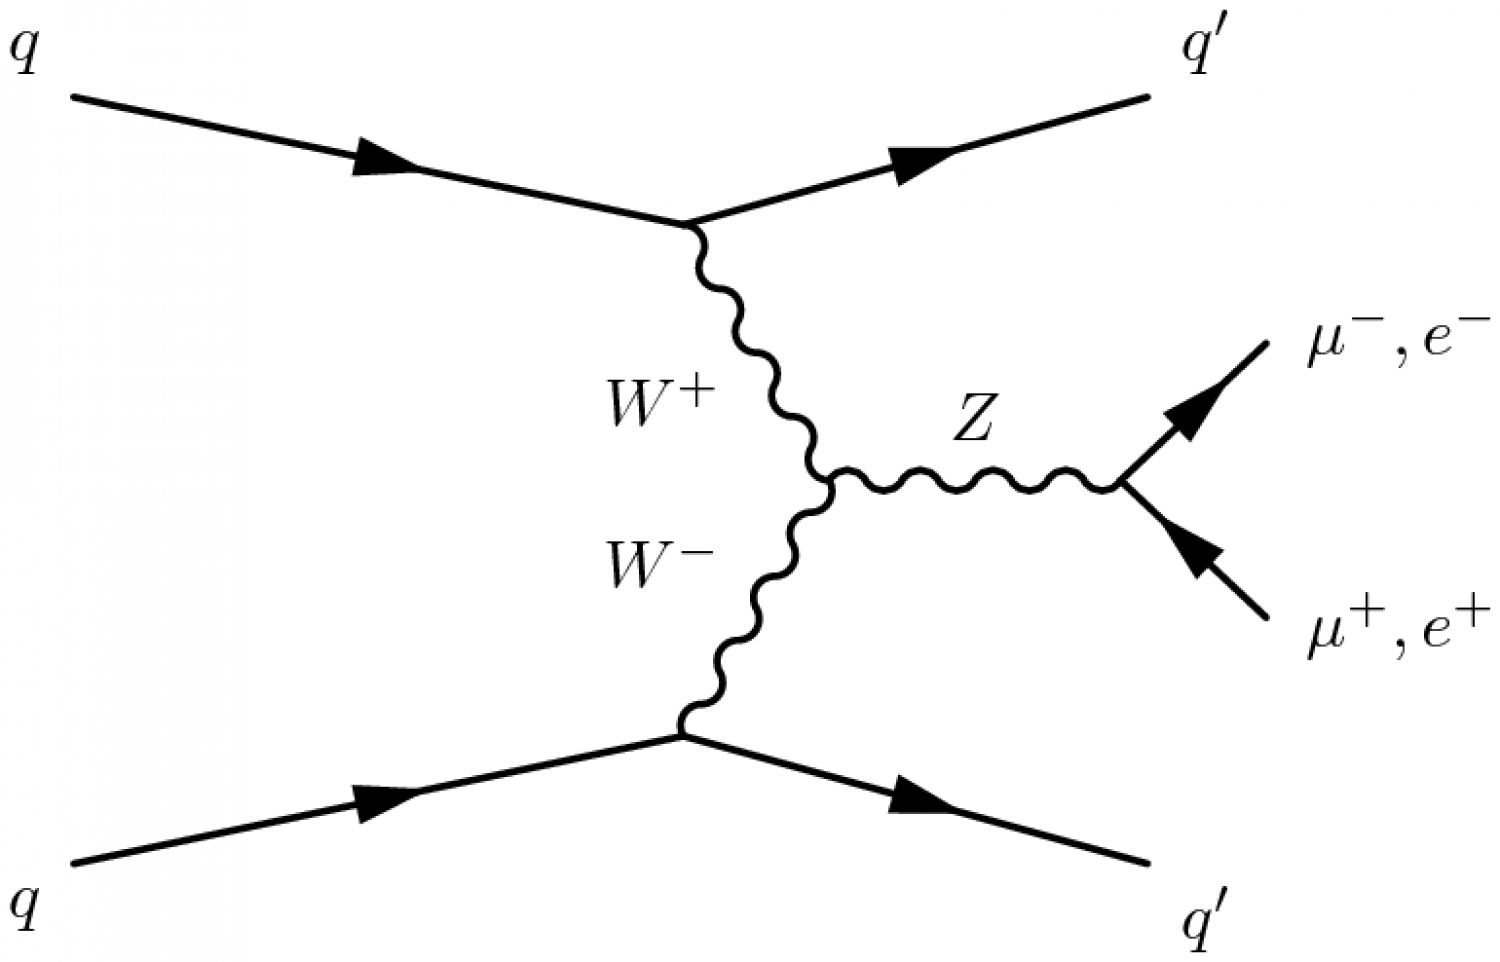 q
q′
μ−, e−
W+
Z
W−
μ+, e+
q
q′